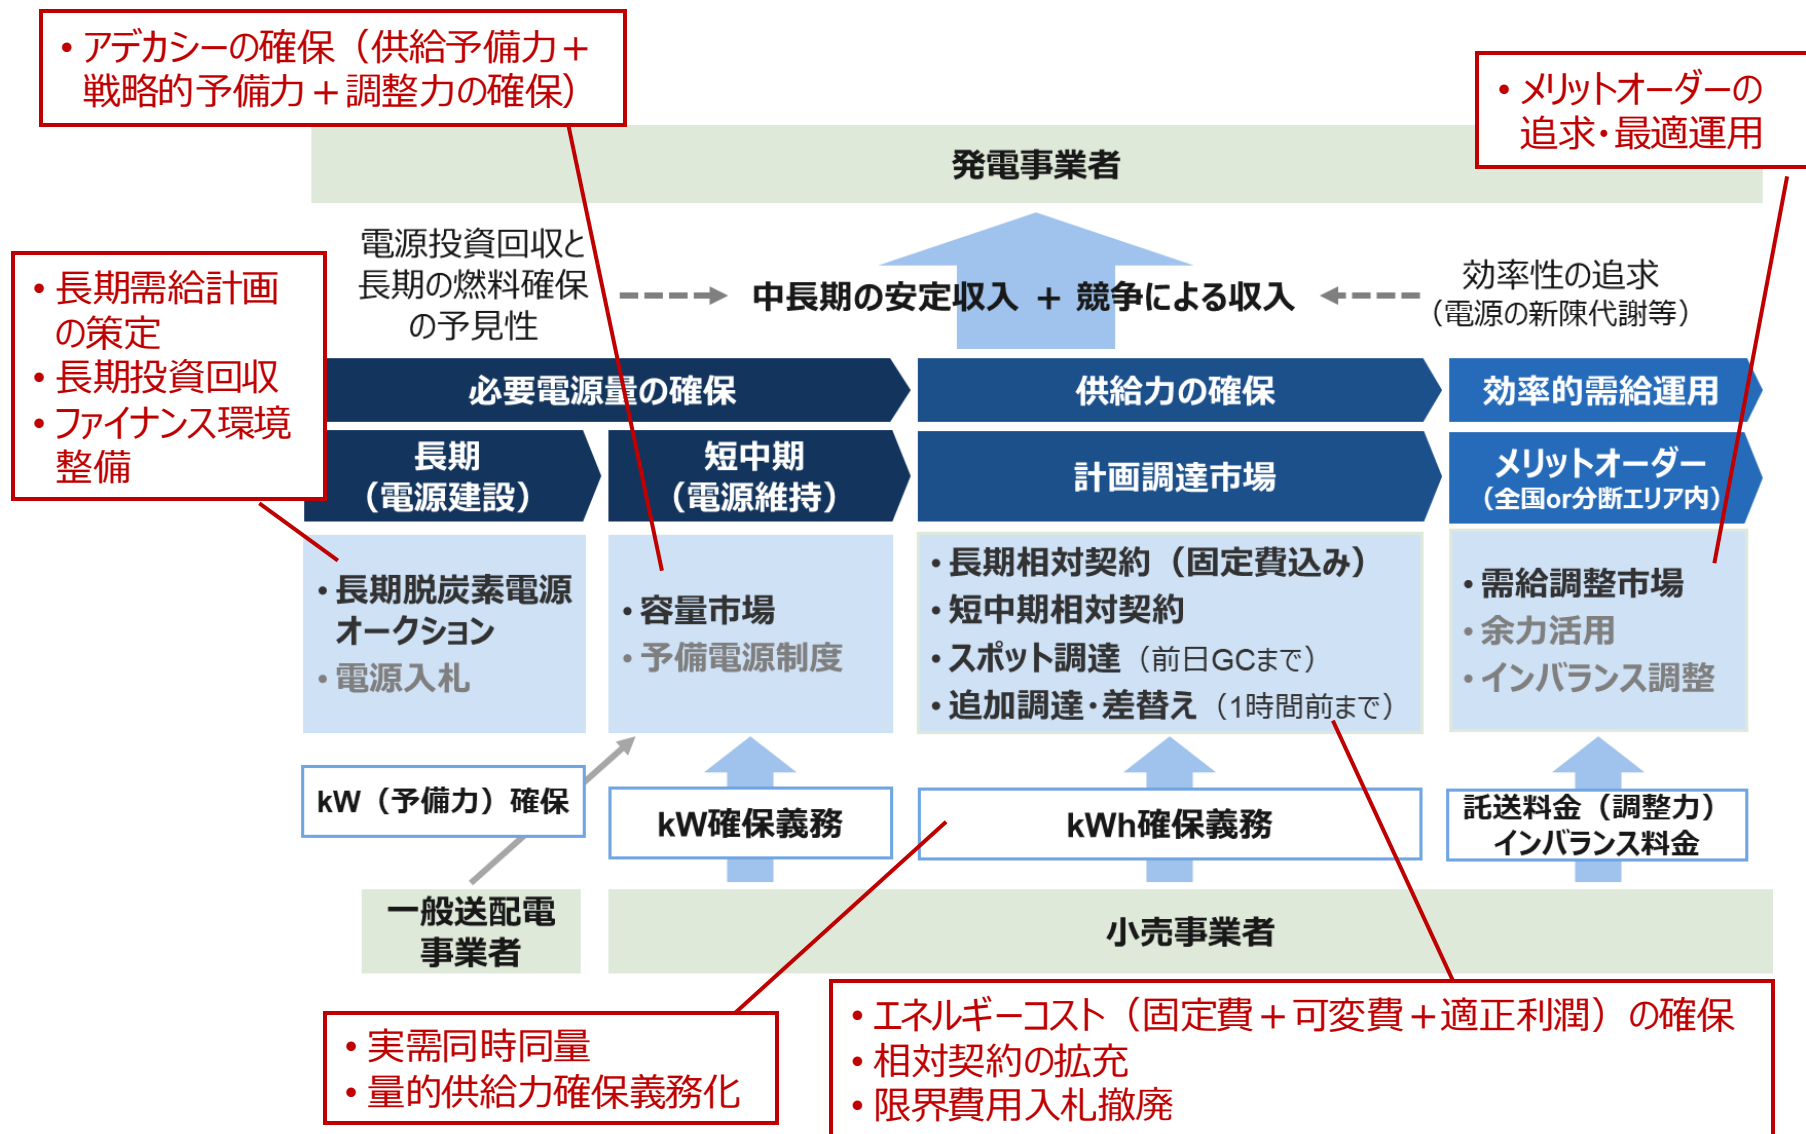 • アデカシーの確保（供給予備力＋
戦略的予備力＋調整力の確保）
• メリットオーダーの
追求・最適運用
発電事業者
電源投資回収と
長期の燃料確保
の予見性
中長期の安定収入 ＋ 競争による収入
効率性の追求
（電源の新陳代謝等）
• 長期需給計画
の策定
• 長期投資回収
• ファイナンス環境
整備
必要電源量の確保
供給力の確保
効率的需給運用
長期
（電源建設）
短中期
（電源維持）
計画調達市場
メリットオーダー
（全国or分断エリア内）
• 長期脱炭素電源
オークション
• 電源入札
• 容量市場
• 予備電源制度
• 長期相対契約（固定費込み）
• 短中期相対契約
• スポット調達（前日GCまで）
• 追加調達・差替え（1時間前まで）
• 需給調整市場
• 余力活用
• インバランス調整
kW（予備力）確保
kW確保義務
kWh確保義務
託送料金（調整力）
インバランス料金
一般送配電
事業者
小売事業者
• 実需同時同量
• 量的供給力確保義務化
• エネルギーコスト（固定費＋可変費＋適正利潤）の確保
• 相対契約の拡充
• 限界費用入札撤廃